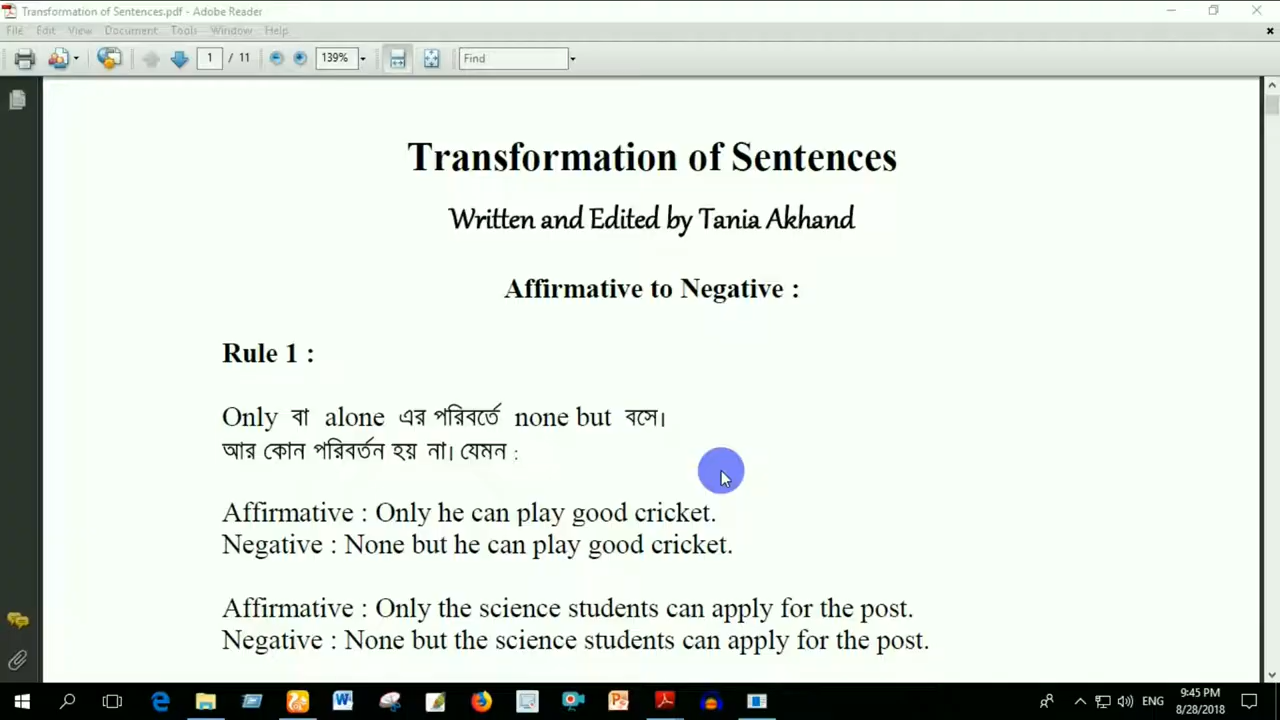 Transformation of Sentences.pdf - Adobe Reader
File Edit View Document Tools Window Help
1 / 11 139% Find
Transformation of Sentences
Written and Edited by Tania Akhand
Affirmative to Negative :
Rule 1 :
Only বা alone এর পরিবর্তে none but বসে।
আর কোন পরিবর্তন হয় না। যেমন :
Affirmative : Only he can play good cricket.
Negative : None but he can play good cricket.
Affirmative : Only the science students can apply for the post.
Negative : None but the science students can apply for the post.
ENG
9:45 PM
8/28/2018